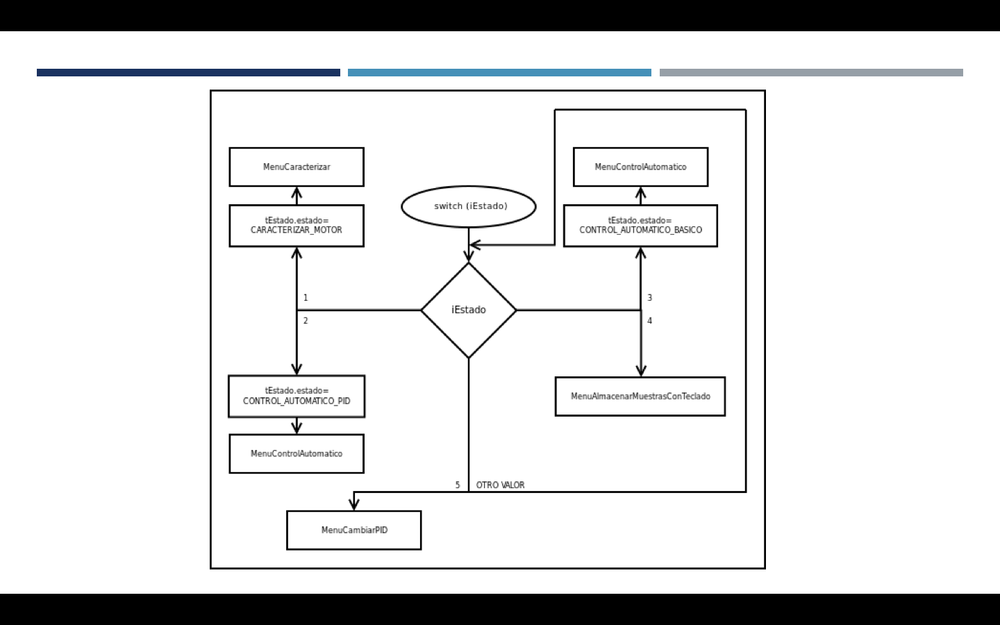 MenuCaracterizar
MenuControlAutomatico
switch (iEstado)
tEstado.estado=
CARACTERIZAR_MOTOR
tEstado.estado=
CONTROL_AUTOMATICO_BASICO
1
3
iEstado
2
4
tEstado.estado=
CONTROL_AUTOMATICO_PID
MenuAlmacenarMuestrasConTeclado
MenuControlAutomatico
5
OTRO VALOR
MenuCambiarPID